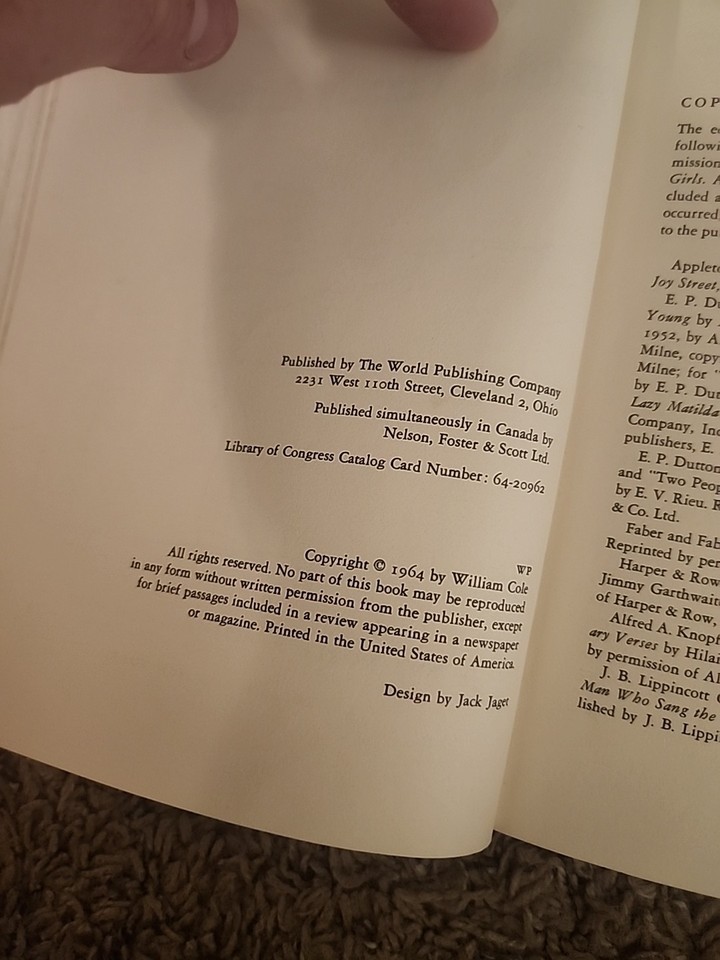 Published by The World Publishing Company
2231 West 110th Street, Cleveland 2, Ohio
Published simultaneously in Canada by
Nelson, Foster & Scott Ltd.
Library of Congress Catalog Card Number: 64-20962
WP
Copyright © 1964 by William Cole
All rights reserved. No part of this book may be reproduced
in any form without written permission from the publisher, except
for brief passages included in a review appearing in a newspaper
or magazine. Printed in the United States of America.
Design by Jack Jaget
COP
The e
followi
mission
Girls. A
cluded a
occurred
to the pu
Applet
Joy Street,
E. P. Du
Young by
1952, by A.
Milne, copy
Milne; for "
by E. P. Dut
Lazy Matilda
Company, Inc
publishers, E.
E. P. Dutton
and "Two Peop
by E. V. Rieu. R
& Co. Ltd.
Faber and Fab
Reprinted by per
Harper & Row
Jimmy Garthwait
of Harper & Row,
Alfred A. Knopf
ary Verses by Hilai
by permission of Al
J. B. Lippincott
Man Who Sang the
lished by J. B. Lippi